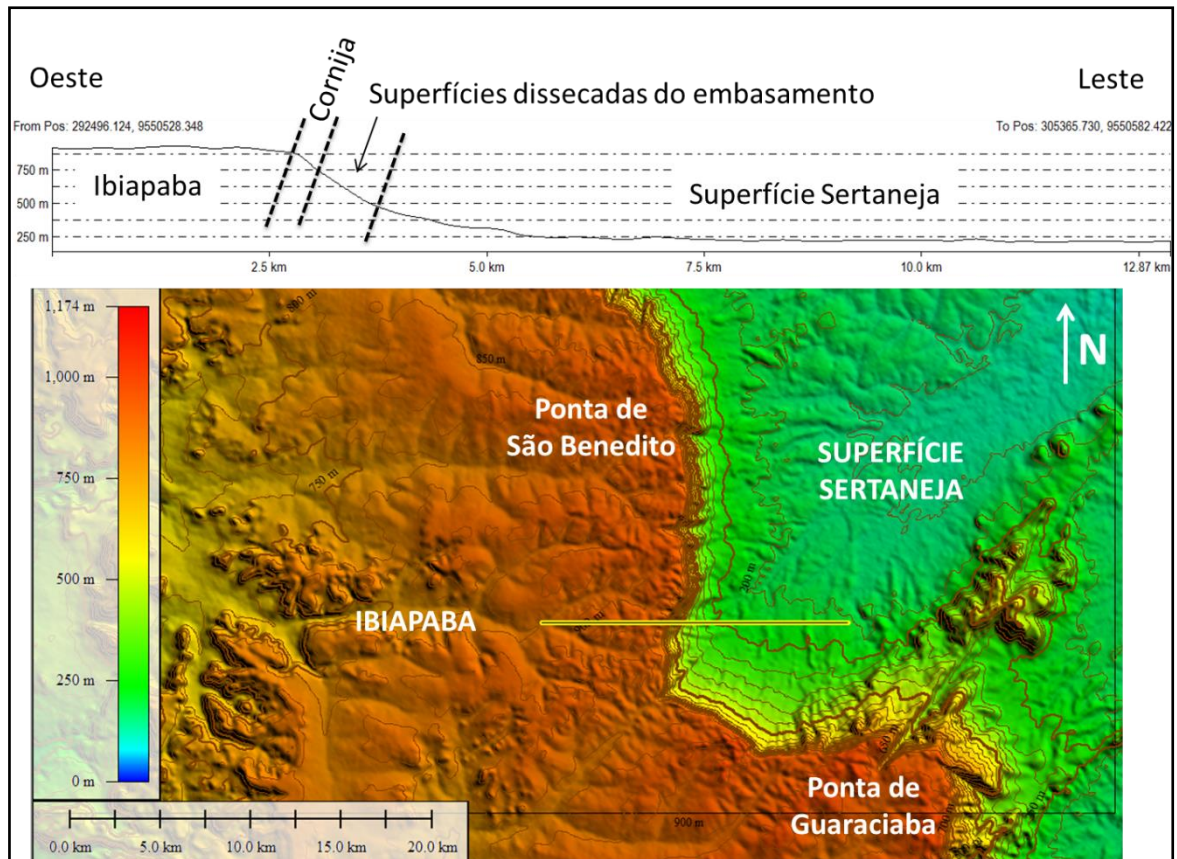 Oeste
Cornija
Superfícies dissecadas do embasamento
Leste
From Pos: 292496.124, 9550528.348
To Pos: 305365.730, 9550582.422
750 m
500 m
250 m
Ibiapaba
Superfície Sertaneja
2.5 km
5.0 km
7.5 km
10.0 km
12.87 km
1,174 m
1,000 m
750 m
500 m
250 m
0 m
850 m
750 m
N
Ponta de
São Benedito
SUPERFÍCIE
SERTANEJA
IBIAPABA
Ponta de
Guaraciaba
900 m
0.0 km
5.0 km
10.0 km
15.0 km
20.0 km